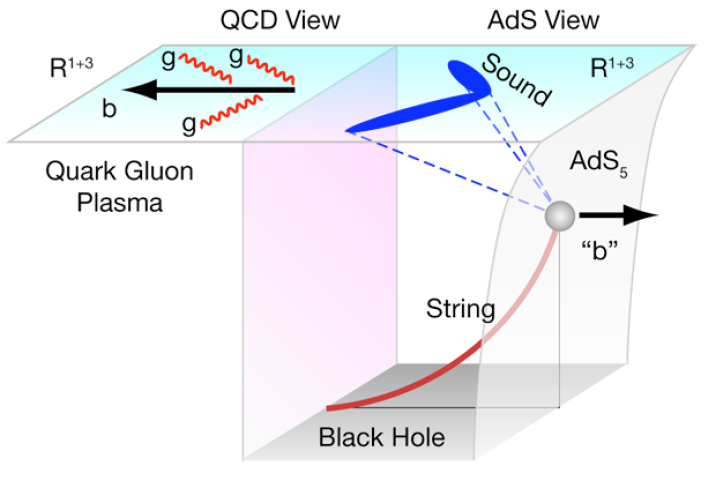 QCD View
AdS View
R¹⁺³
g
g
b
g
Sound
R¹⁺³
Quark Gluon
Plasma
AdS₅
“b”
String
Black Hole